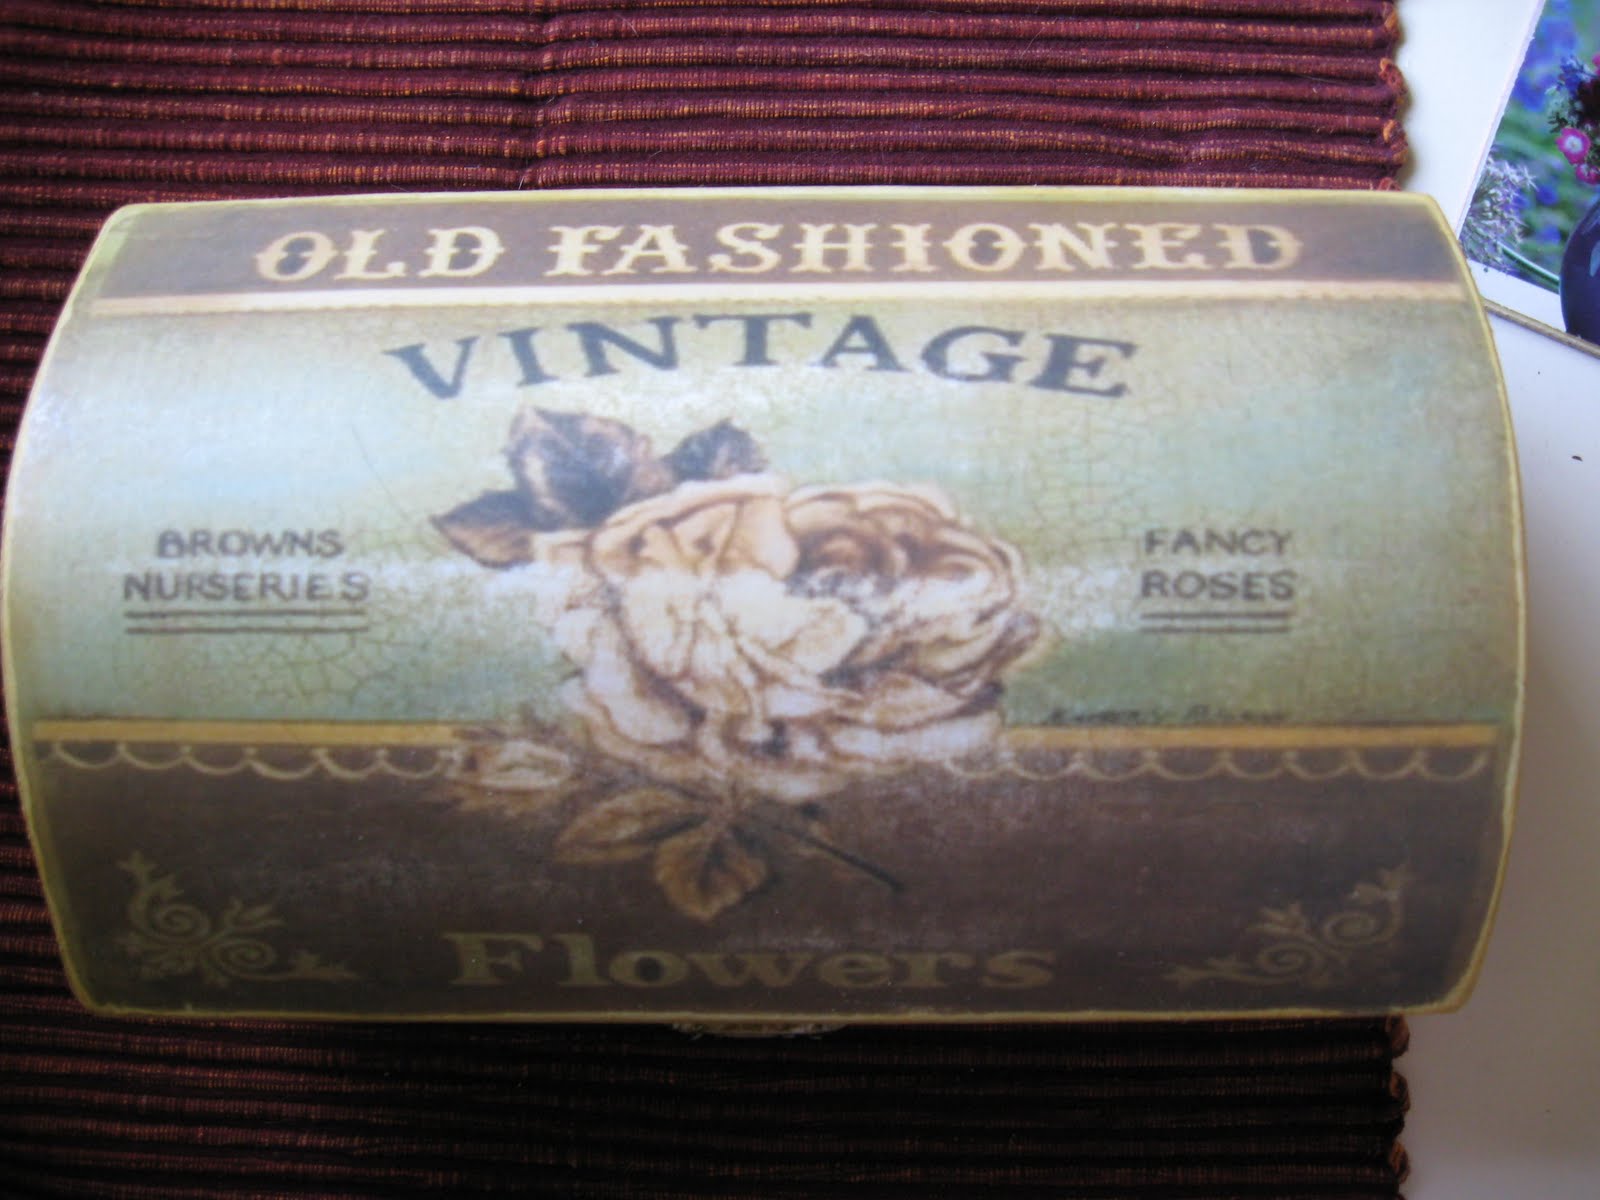 OLD FASHIONED
VINTAGE
BROWNS
NURSERIES
FANCY
ROSES
Flowers